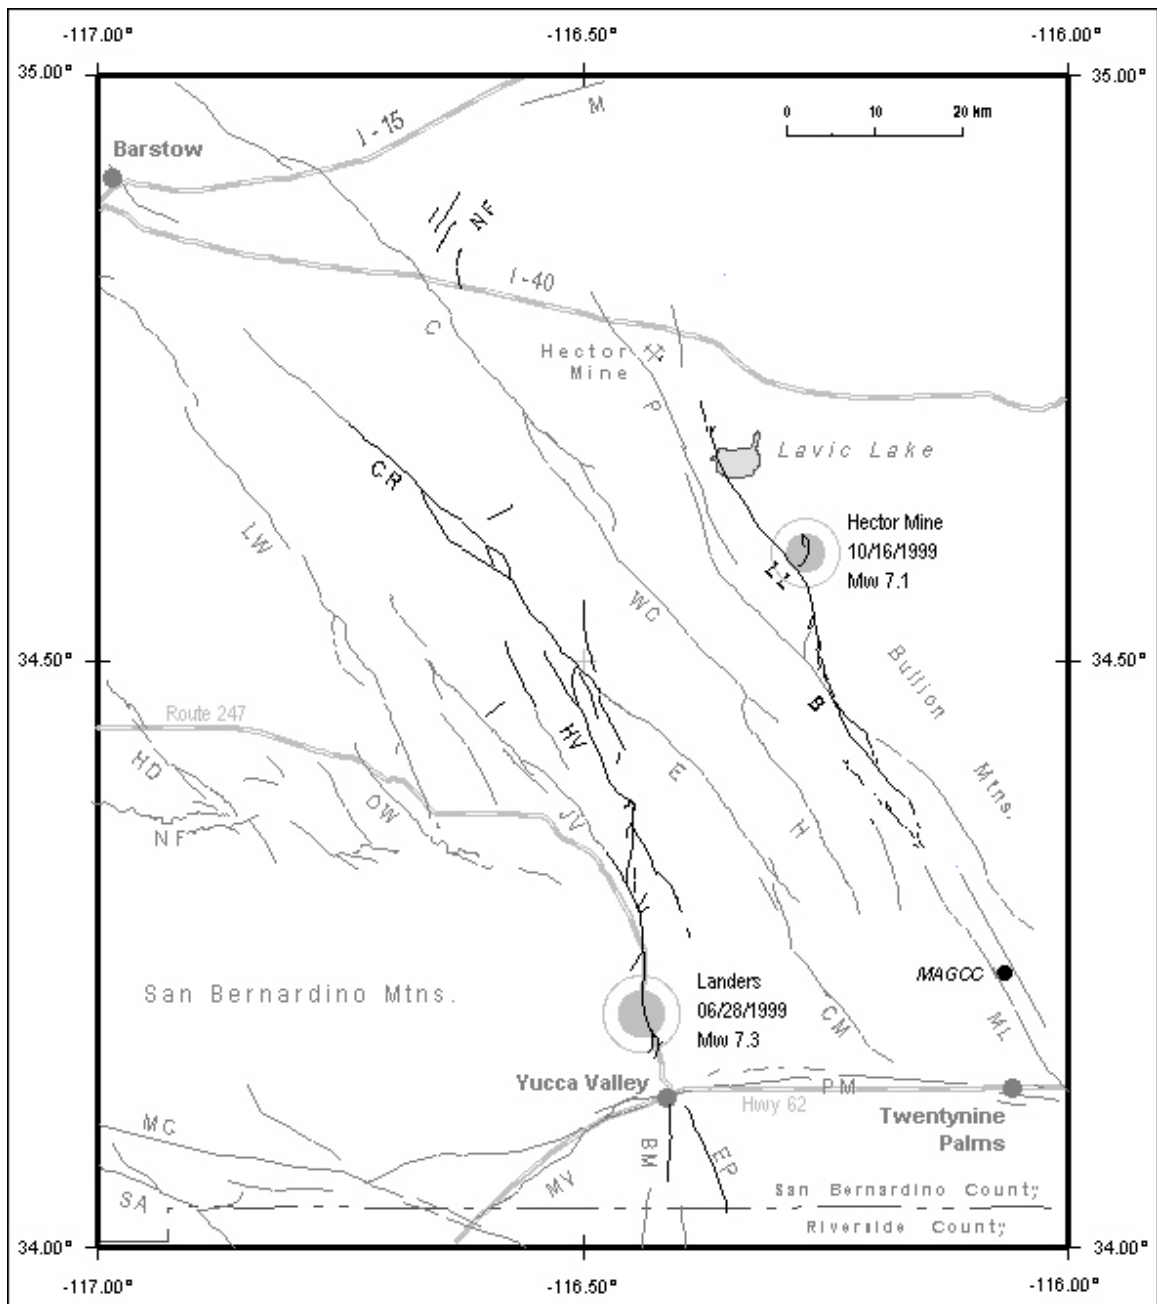 -117.00°
-116.50°
-116.00°
35.00°
35.00°
M
0 10 20 km
I-15
Barstow
NF
I-40
C
Hector
Mine
P
Lavic Lake
CR
Hector Mine
10/16/1999
Mw 7.1
LW
LL
WC
34.50°
34.50°
Bullion
Mtns.
B
Route 247
HV
HD
E
OW
JV
H
NF
MAGCC
San Bernardino Mtns.
Landers
06/28/1999
Mw 7.3
CM
ML
Yucca Valley
PM
Hwy 62
Twentynine
Palms
MC
BM
EP
MV
SA
San Bernardino County
Riverside County
34.00°
34.00°
-117.00°
-116.50°
-116.00°